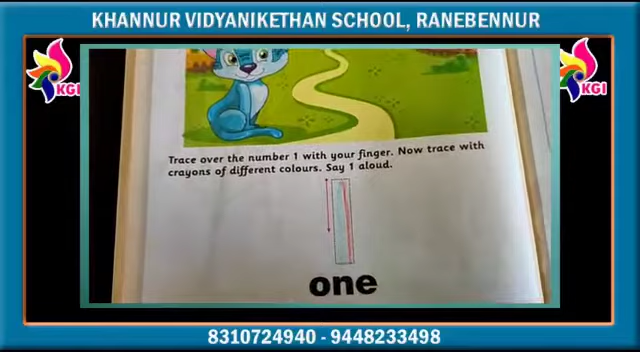 KHANNUR VIDYANIKETHAN SCHOOL, RANEBENNUR
KGI
KGI
Trace over the number 1 with your finger. Now trace with
crayons of different colours. Say 1 aloud.
one
8310724940 - 9448233498